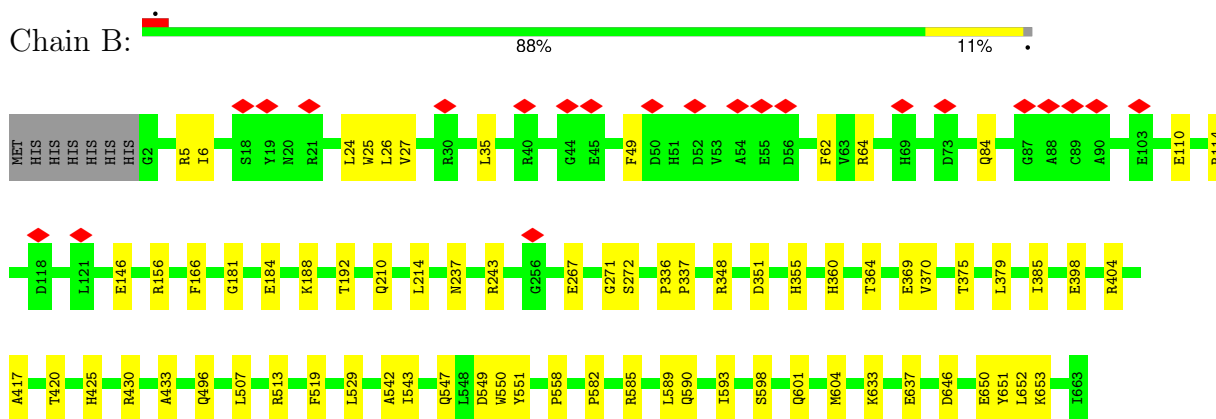 Chain B:
•
88%
11%
•
MET HIS HIS HIS HIS HIS HIS G2 R5 I6 S18 Y19 N20 R21 L24 W25 L26 V27 R30 L35 R40 G44 E45 F49 D50 H51 D52 V53 A54 E55 D56 F62 V63 R64 H69 D73 Q84 G87 A88 C89 A90 E103 E110
D118 L121 E146 R156 F166 G181 E184 K188 T192 Q210 L214 N237 R243 G256 E267 G271 S272 P336 P337 R348 D351 H355 H360 T364 E369 V370 T375 L379 I385 E398 R404
A417 T420 H425 R430 A433 Q496 L507 R513 F519 L529 A542 I543 Q547 L548 D549 W550 Y551 P558 P582 R585 L589 Q590 I593 S598 Q601 M604 K633 E637 D646 E650 Y651 L652 K653 I663